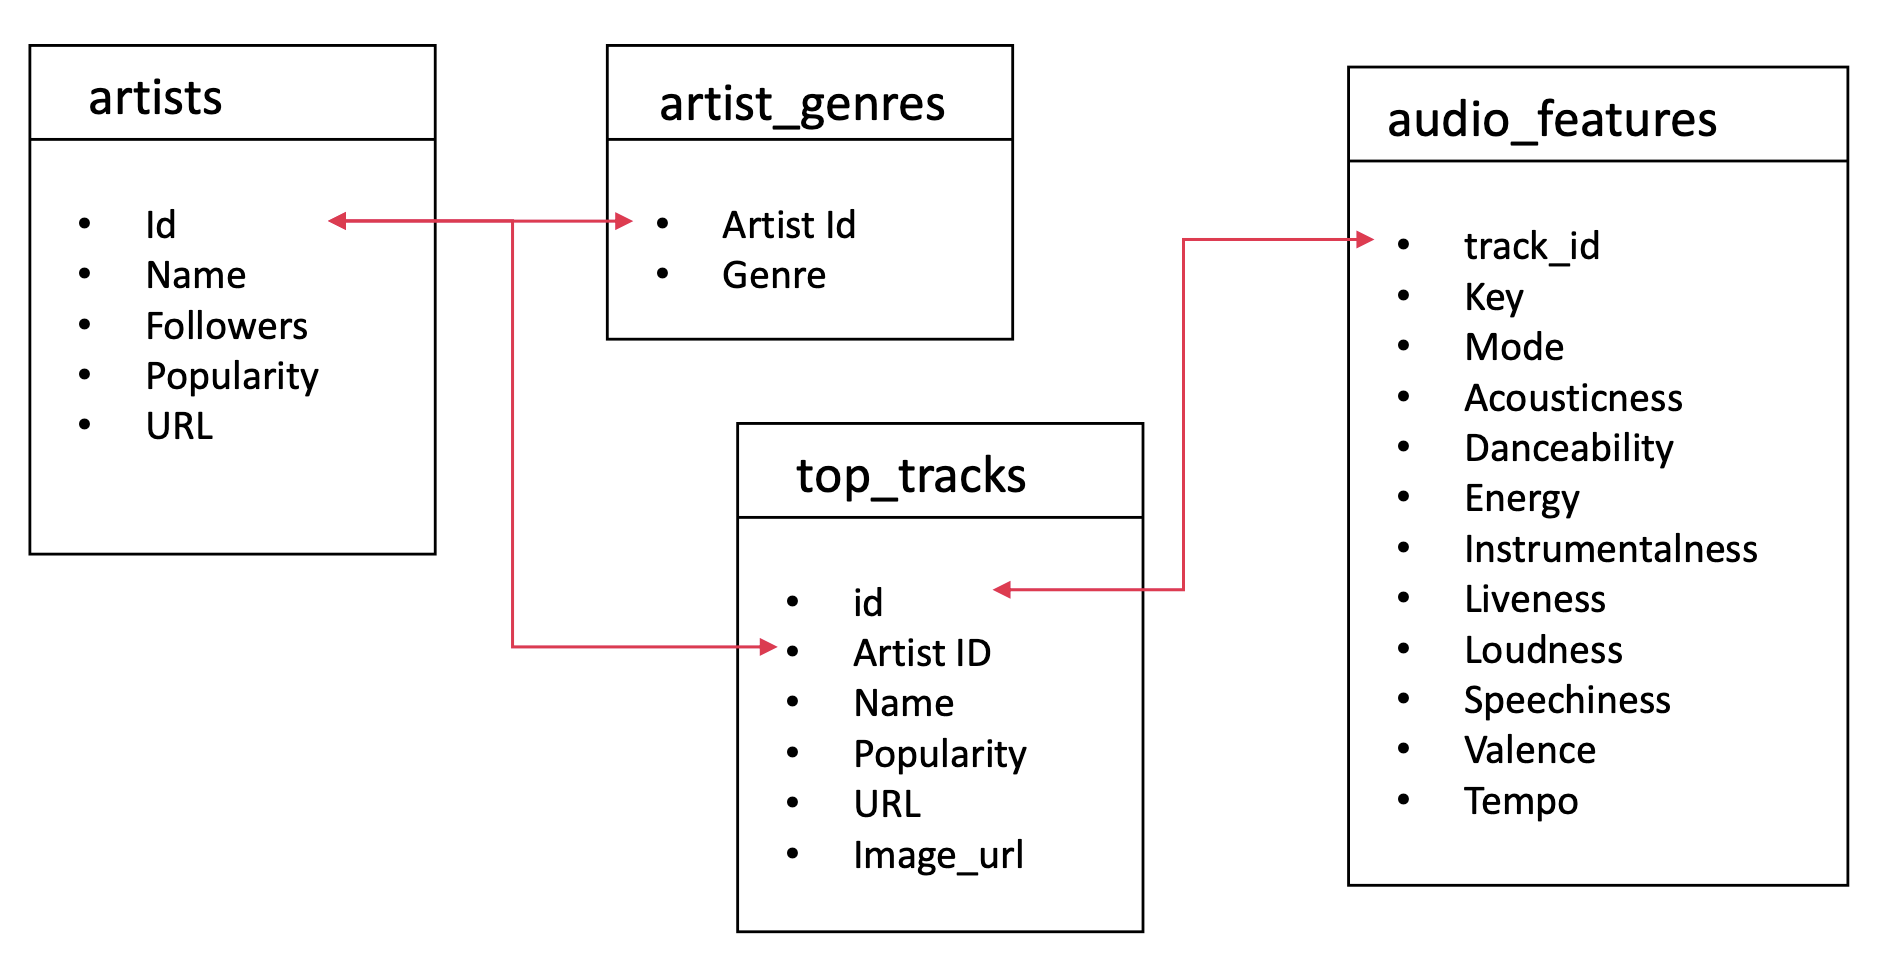 artists
• Id
• Name
• Followers
• Popularity
• URL
artist_genres
• Artist Id
• Genre
top_tracks
• id
• Artist ID
• Name
• Popularity
• URL
• Image_url
audio_features
• track_id
• Key
• Mode
• Acousticness
• Danceability
• Energy
• Instrumentalness
• Liveness
• Loudness
• Speechiness
• Valence
• Tempo